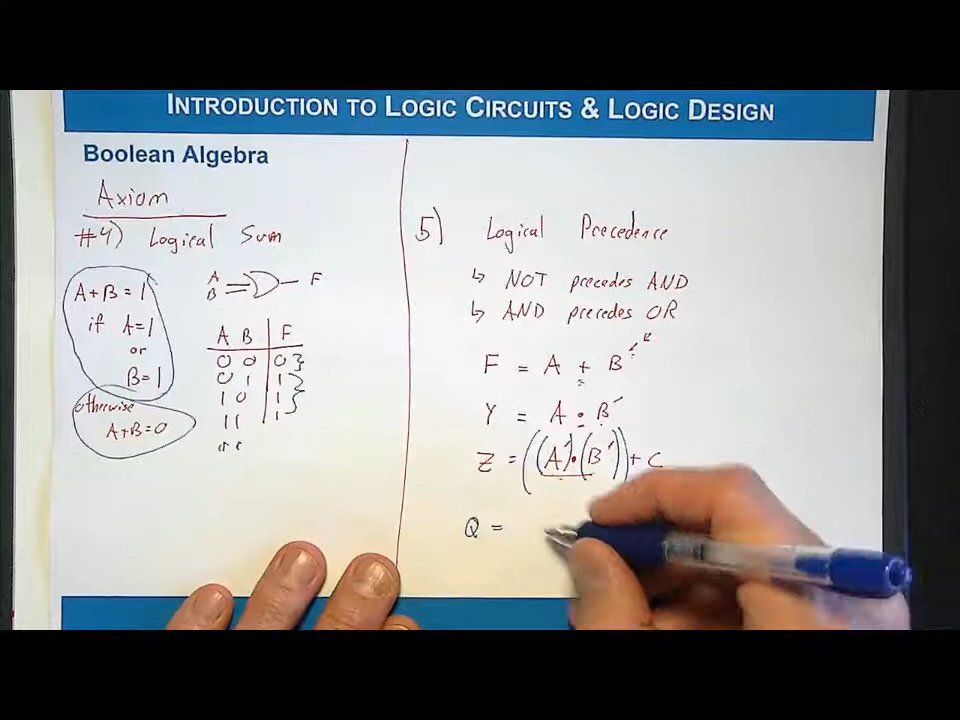 INTRODUCTION TO LOGIC CIRCUITS & LOGIC DESIGN
Boolean Algebra
Axiom
#4) Logical Sum
A+B=1
if A=1
or
B=1
otherwise
A+B=0
A
B
F
A B F
0 0 0
0 1 1
1 0 1
1 1 1
5) Logical Precedence
↳ NOT precedes AND
↳ AND precedes OR
F = A + B'
Y = A • B'
Z = ((A')•(B'))+C
Q =